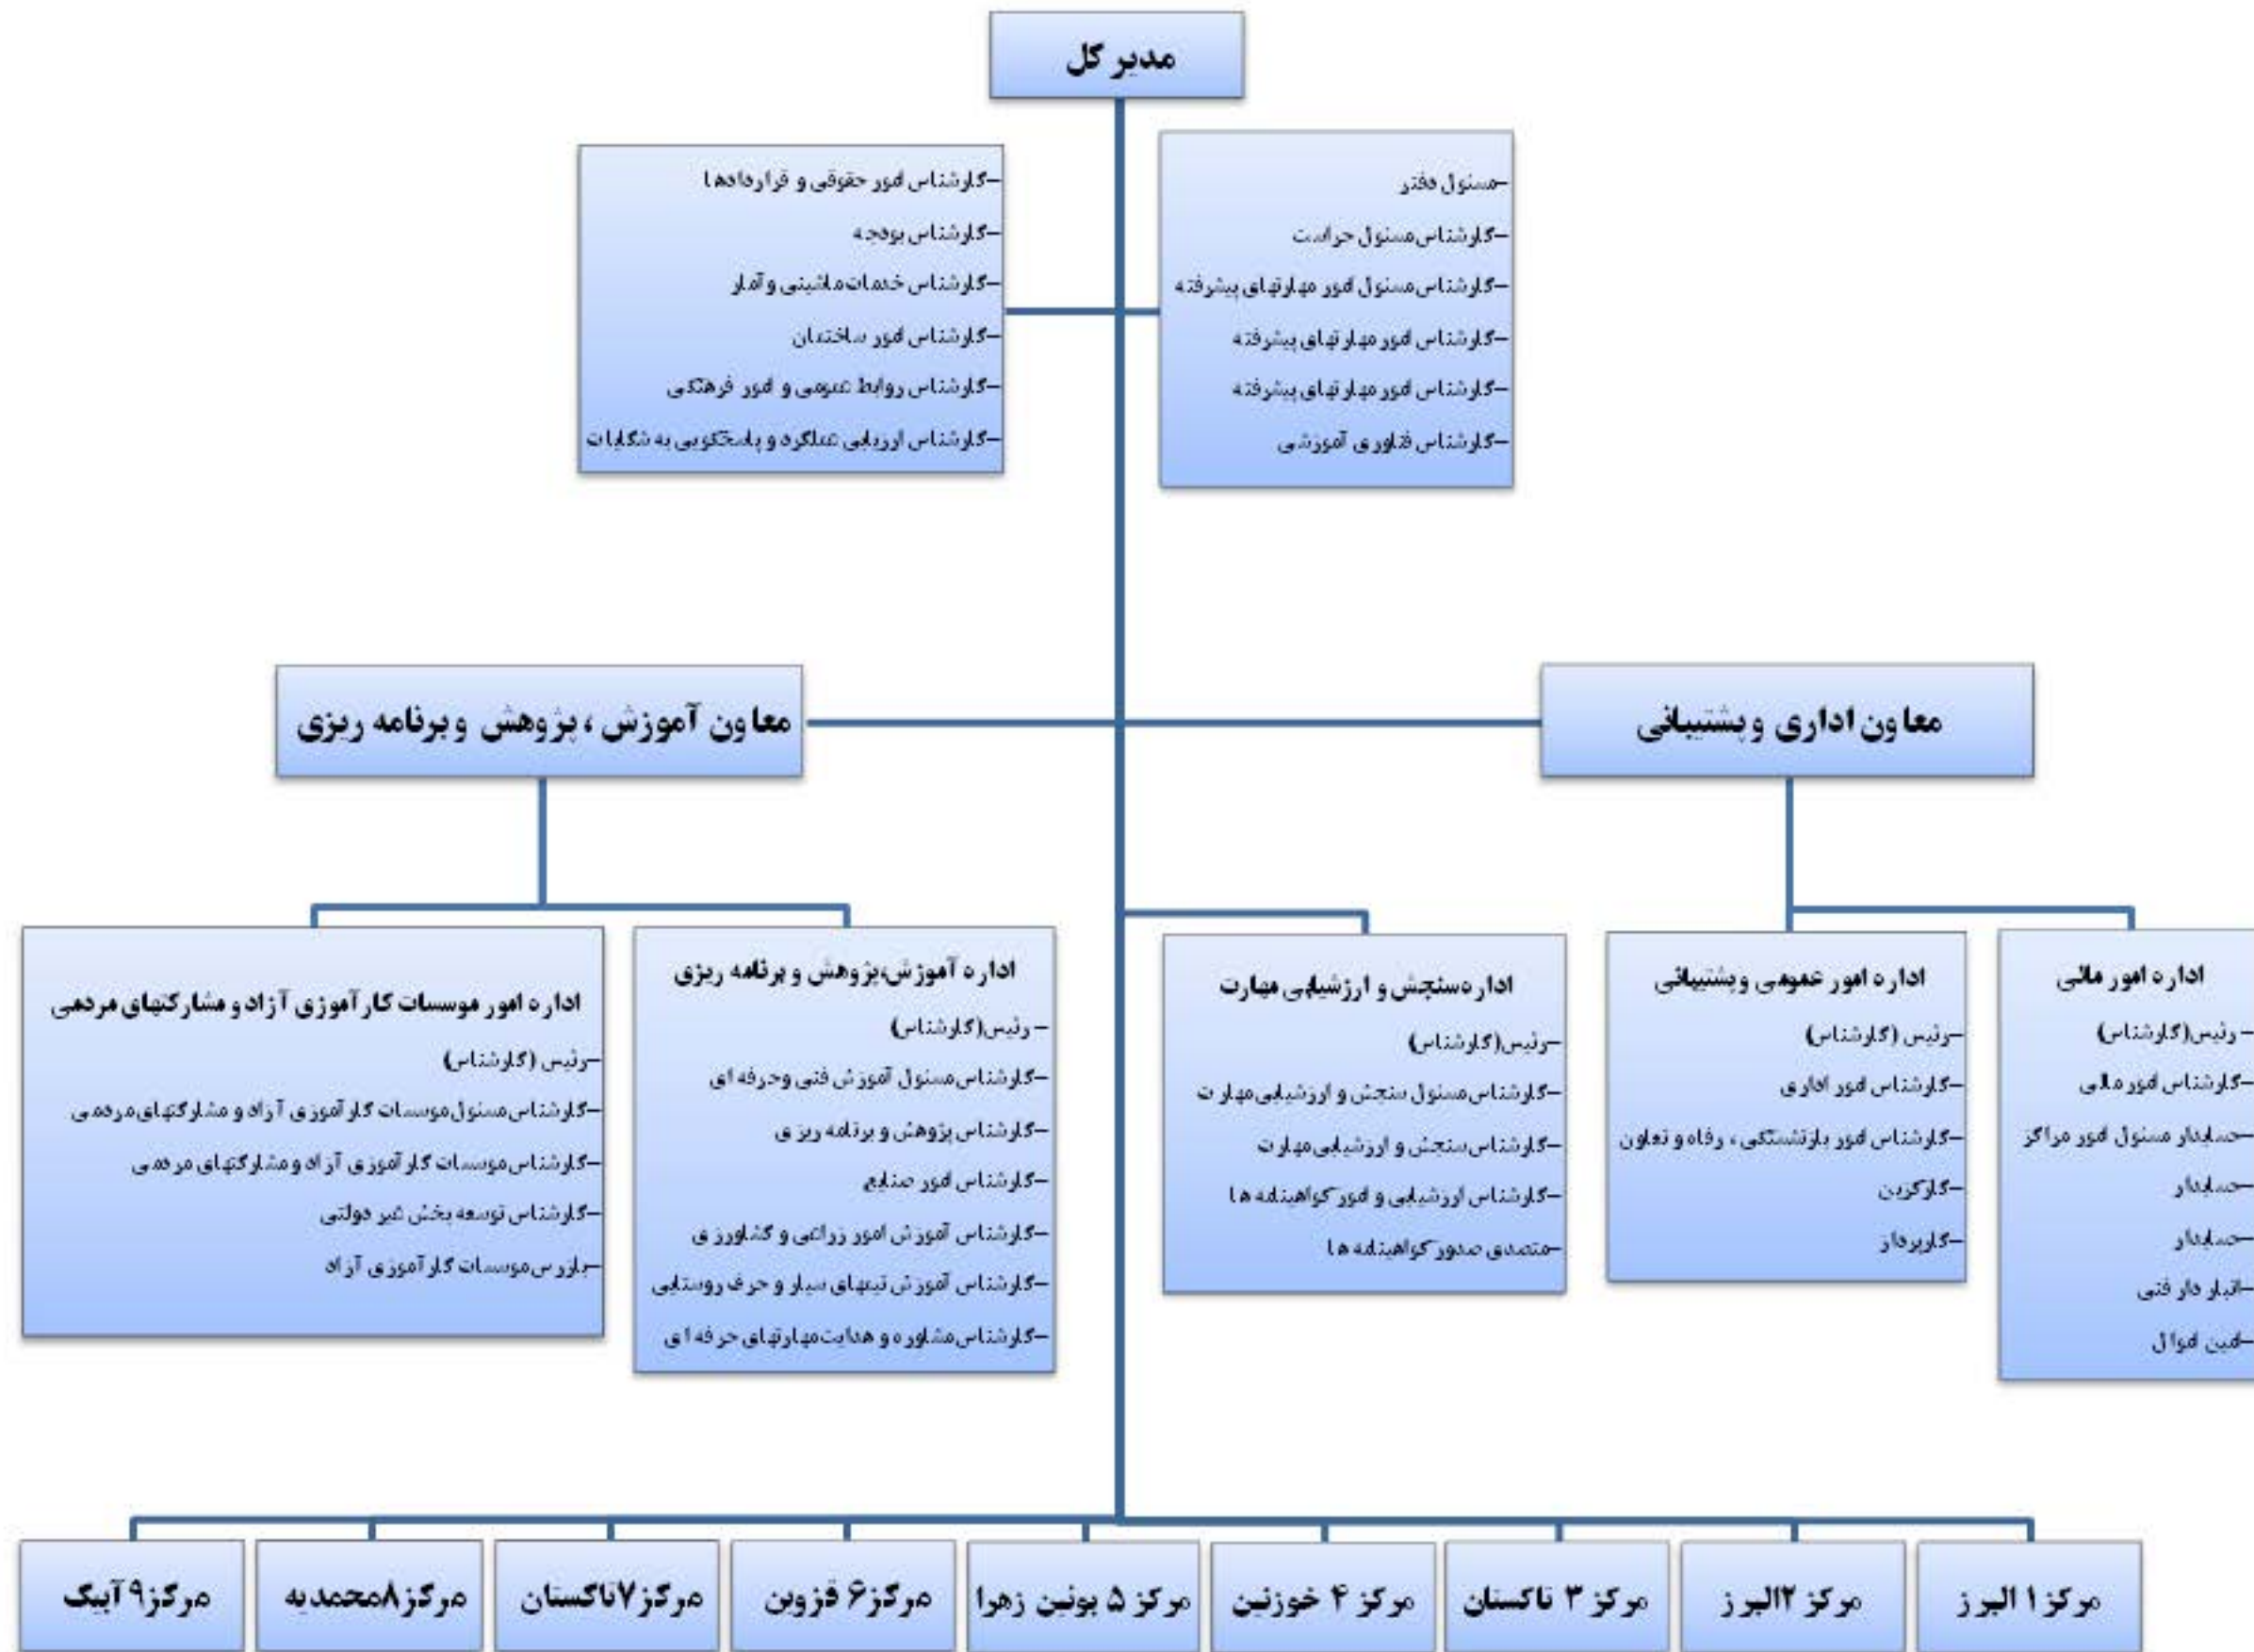 مدیر کل
-مسئول دفتر
-کارشناس مسئول حراست
-کارشناس مسئول امور مهارتهای پیشرفته
-کارشناس امور مهارتهای پیشرفته
-کارشناس امور مهارتهای پیشرفته
-کارشناس فناوری آموزشی
-کارشناس امور حقوقی و قراردادها
-کارشناس بودجه
-کارشناس خدمات ماشینی و آمار
-کارشناس امور ساختمان
-کارشناس روابط عمومی و امور فرهنگی
-کارشناس ارزیابی عملکرد و پاسخگویی به شکایات
معاون اداری و پشتیبانی
معاون آموزش ، پژوهش و برنامه ریزی
اداره امور مالی
- رئیس(کارشناس)
-کارشناس امور مالی
-حسابدار مسئول امور مراکز
-حسابدار
-حسابدار
-انبار دار فنی
-امین اموال
اداره امور عمومی و پشتیبانی
-رئیس (کارشناس)
-کارشناس امور اداری
-کارشناس امور بازنشستگی ، رفاه و تعاون
-کارگزین
-کارپرداز
اداره سنجش و ارزشیابی مهارت
-رئیس(کارشناس)
-کارشناس مسئول سنجش و ارزشیابی مهارت
-کارشناس سنجش و ارزشیابی مهارت
-کارشناس ارزشیابی و امور گواهینامه ها
-متصدی صدور گواهینامه ها
اداره آموزش،پژوهش و برنامه ریزی
- رئیس(کارشناس)
-کارشناس مسئول آموزش فنی وحرفه ای
-کارشناس پژوهش و برنامه ریزی
-کارشناس امور صنایع
-کارشناس آموزش امور زراعی و کشاورزی
-کارشناس آموزش تیمهای سیار و حرف روستایی
-کارشناس مشاوره و هدایت مهارتهای حرفه ای
اداره امور موسسات کارآموزی آزاد و مشارکتهای مردمی
-رئیس (کارشناس)
-کارشناس مسئول موسسات کارآموزی آزاد و مشارکتهای مردمی
-کارشناس موسسات کارآموزی آزاد و مشارکتهای مردمی
-کارشناس توسعه بخش غیر دولتی
-بازرس موسسات کارآموزی آزاد
مرکز ۱ البرز
مرکز ۲البرز
مرکز ۳ تاکستان
مرکز ۴ خوزنین
مرکز ۵ بوئین زهرا
مرکز۶ قزوین
مرکز۷تاکستان
مرکز۸محمدیه
مرکز۹آبیک